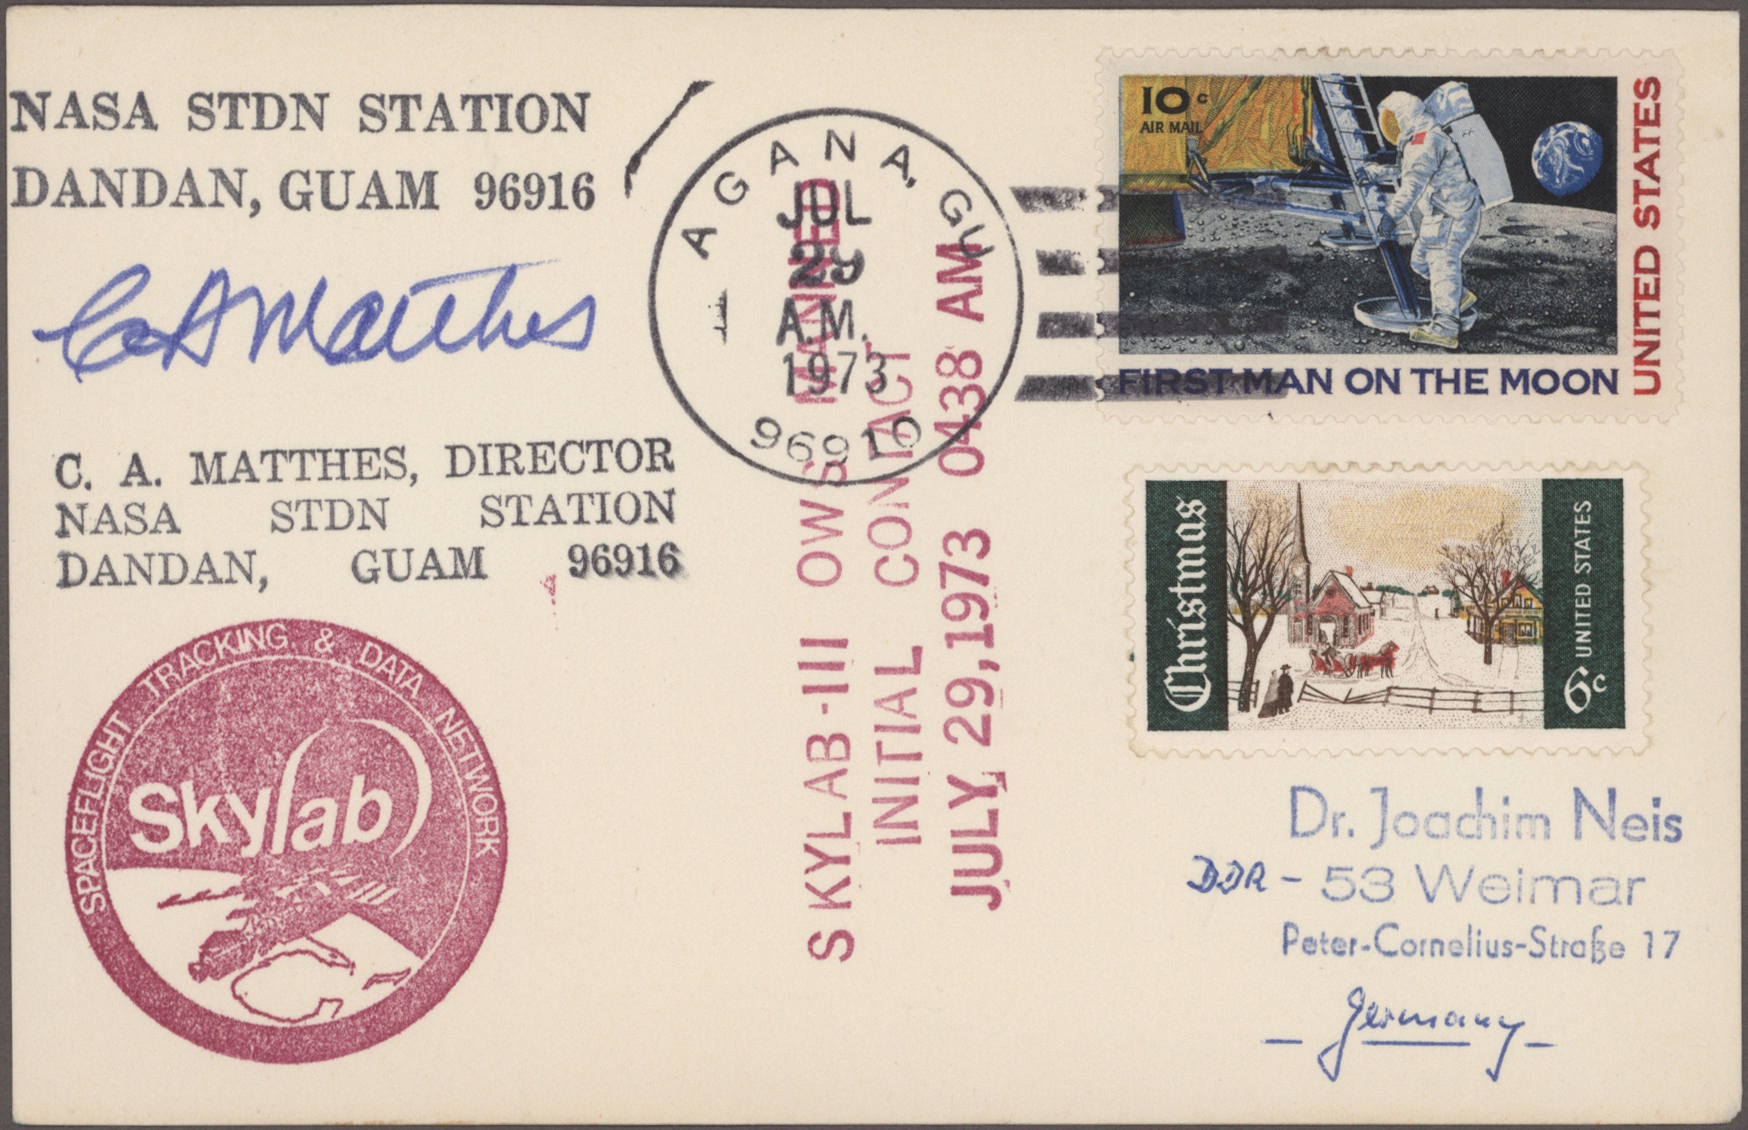 NASA STDN STATION
DANDAN, GUAM 96916
C A Matthes
C. A. MATTHES, DIRECTOR
NASA STDN STATION
DANDAN, GUAM 96916
SPACEFLIGHT TRACKING & DATA NETWORK
Skylab
AGANA, GU
JUL
29
A.M.
1973
96910
SKYLAB-III OWS MANNED
INITIAL CONTACT
JULY 29,1973 0438 AM
10c
AIR MAIL
FIRST MAN ON THE MOON
UNITED STATES
Christmas
6c UNITED STATES
Dr. Joachim Neis
DDR - 53 Weimar
Peter-Cornelius-Straße 17
- Germany -